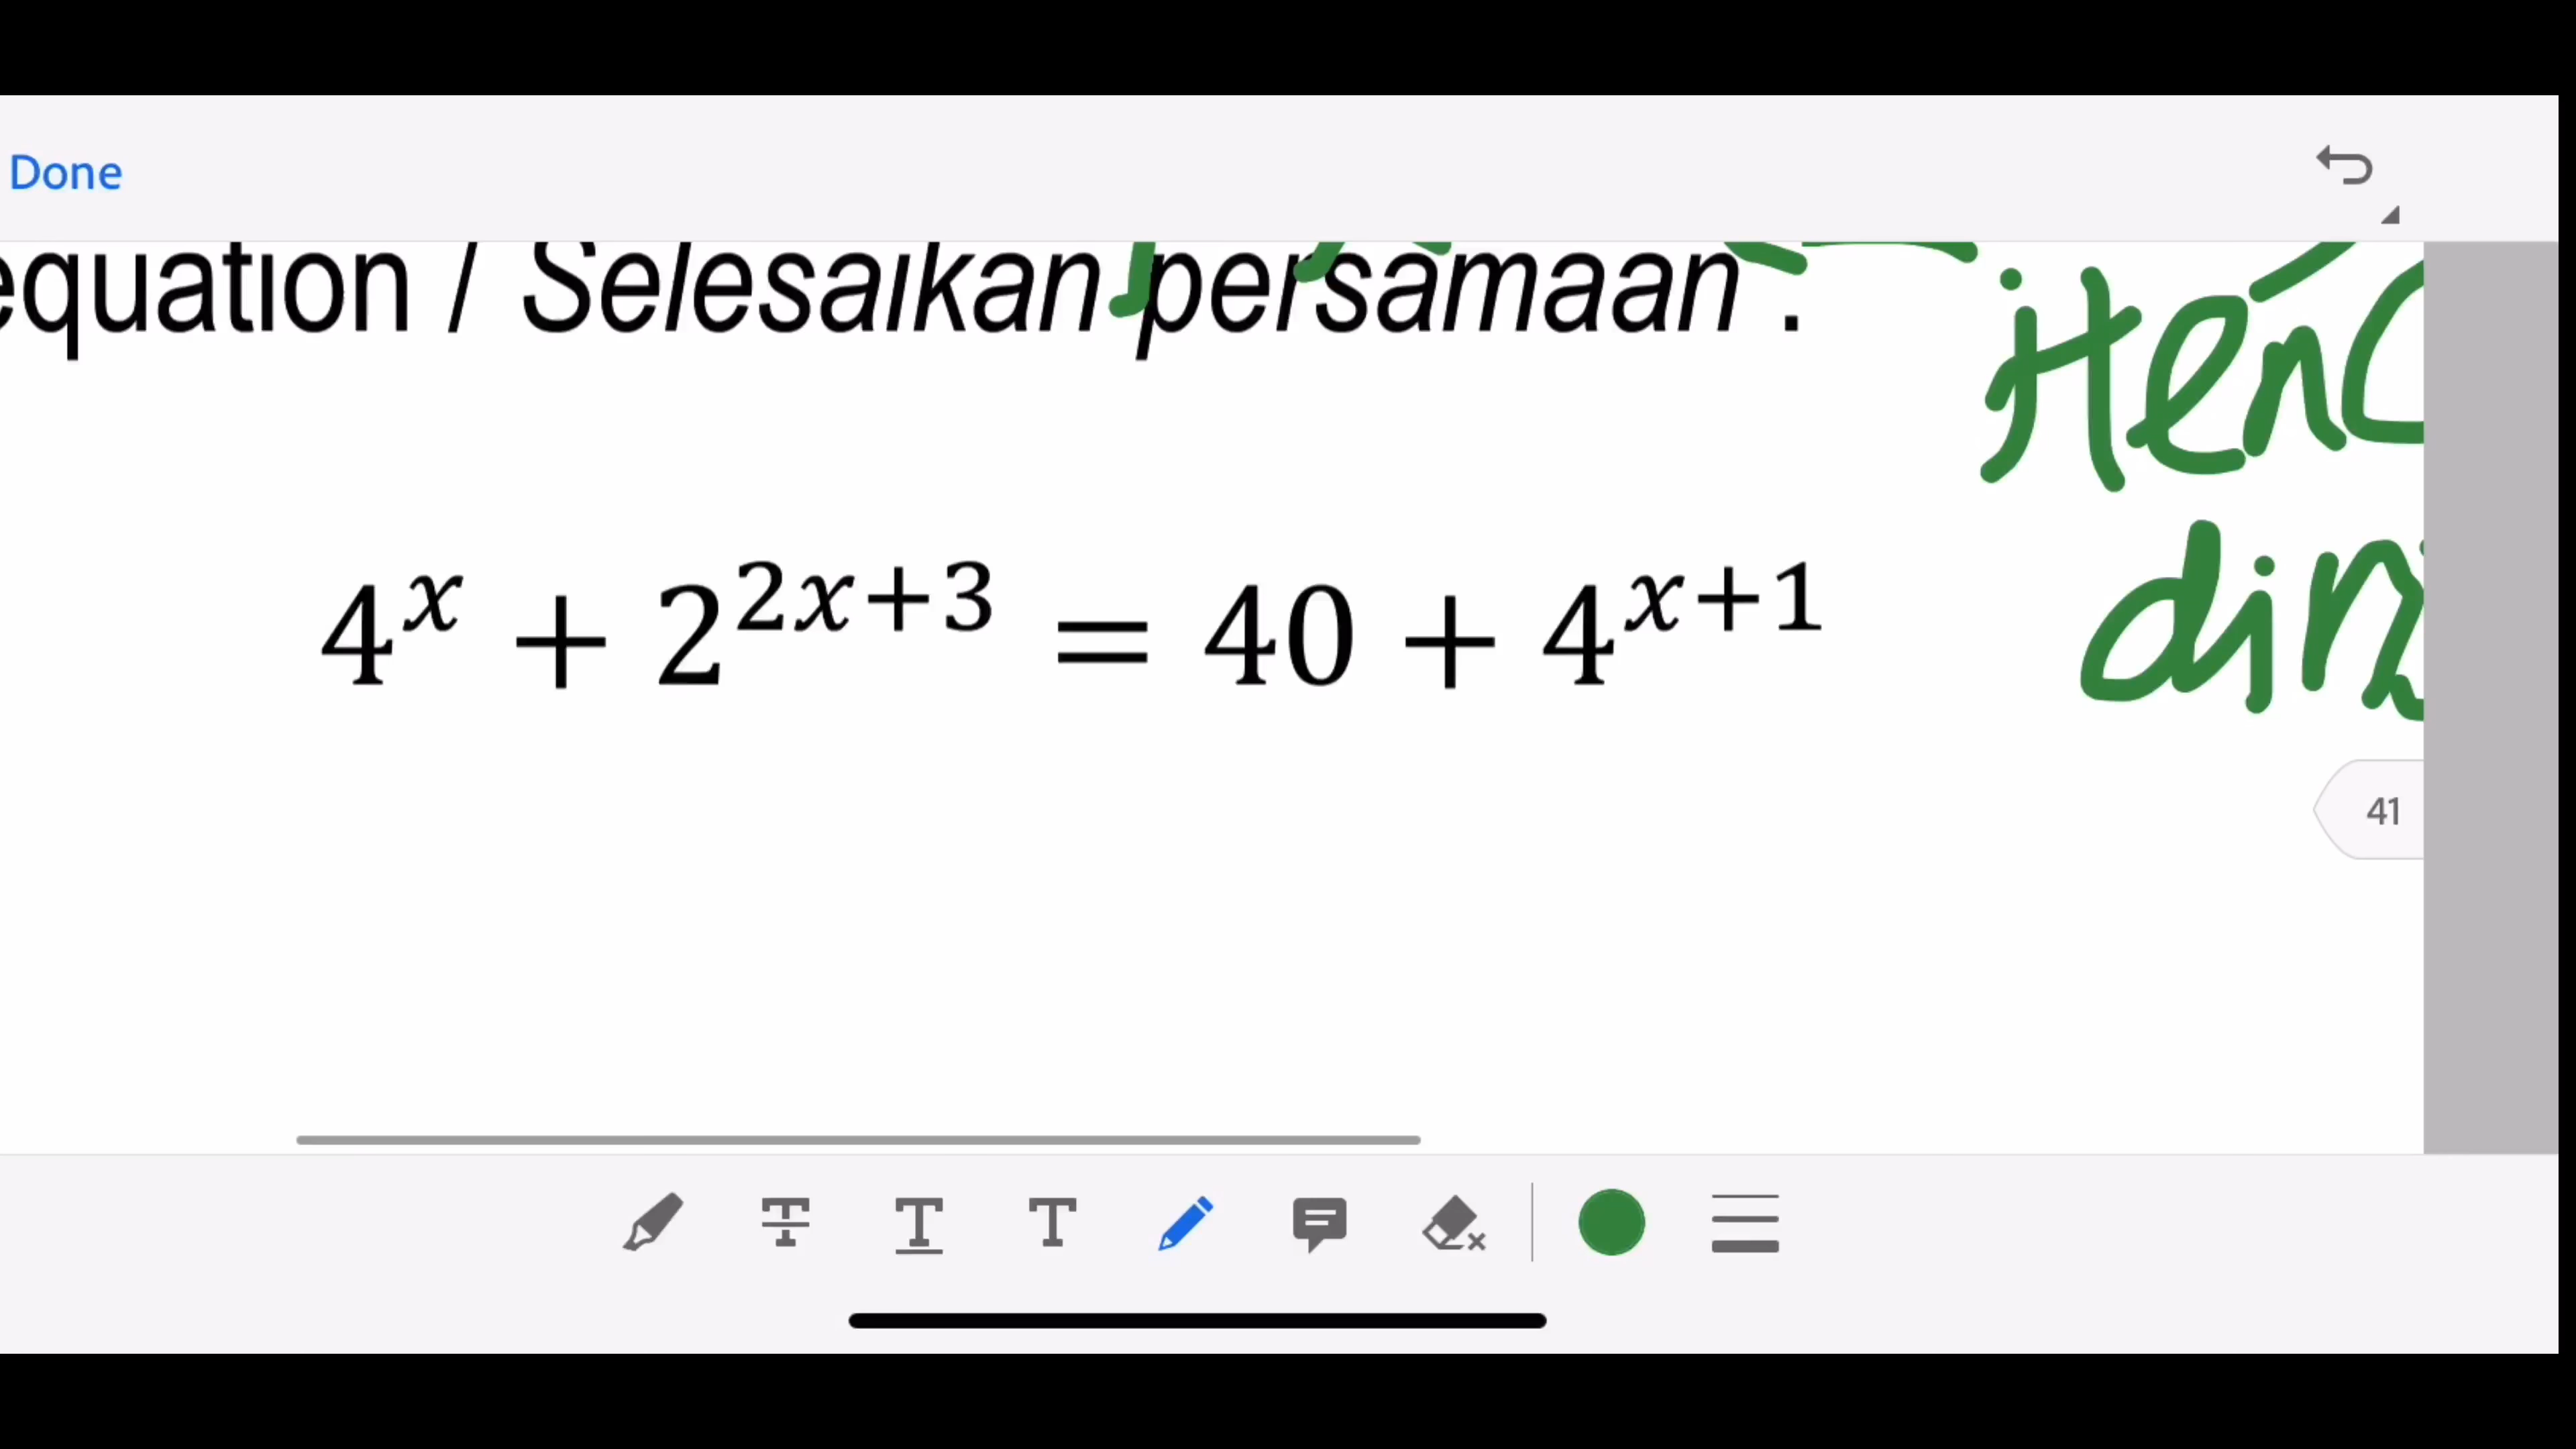 Done
equation / Selesaikan persamaan :
4^x + 2^{2x+3} = 40 + 4^{x+1}
41